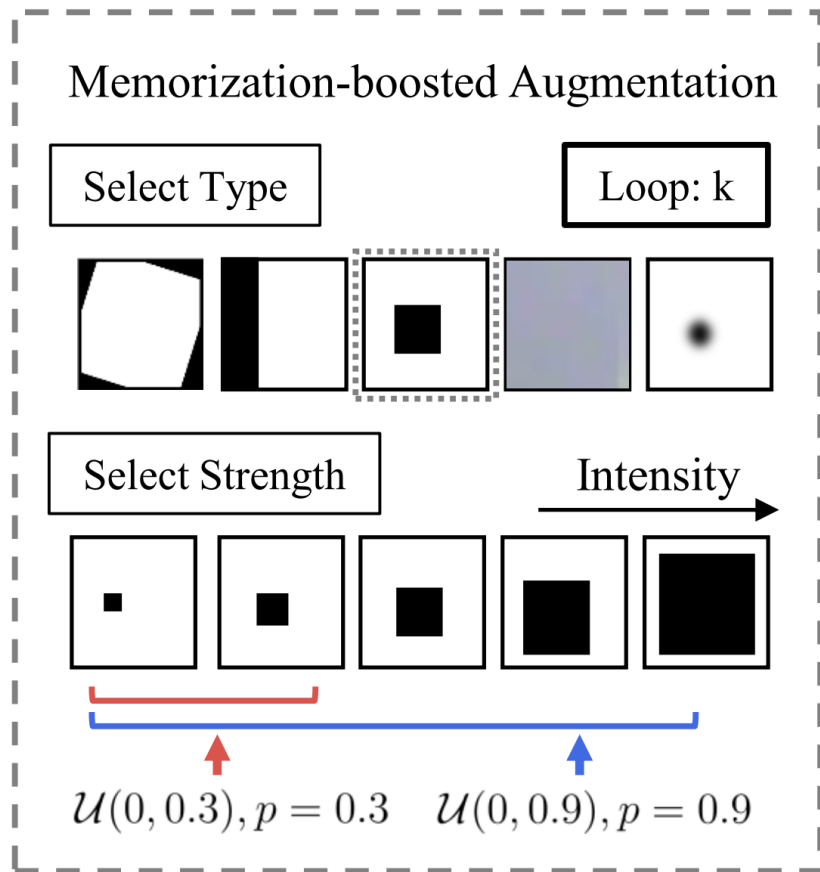 Memorization-boosted Augmentation
Select Type
Loop: k
Select Strength
Intensity
𝒰(0, 0.3), p = 0.3
𝒰(0, 0.9), p = 0.9